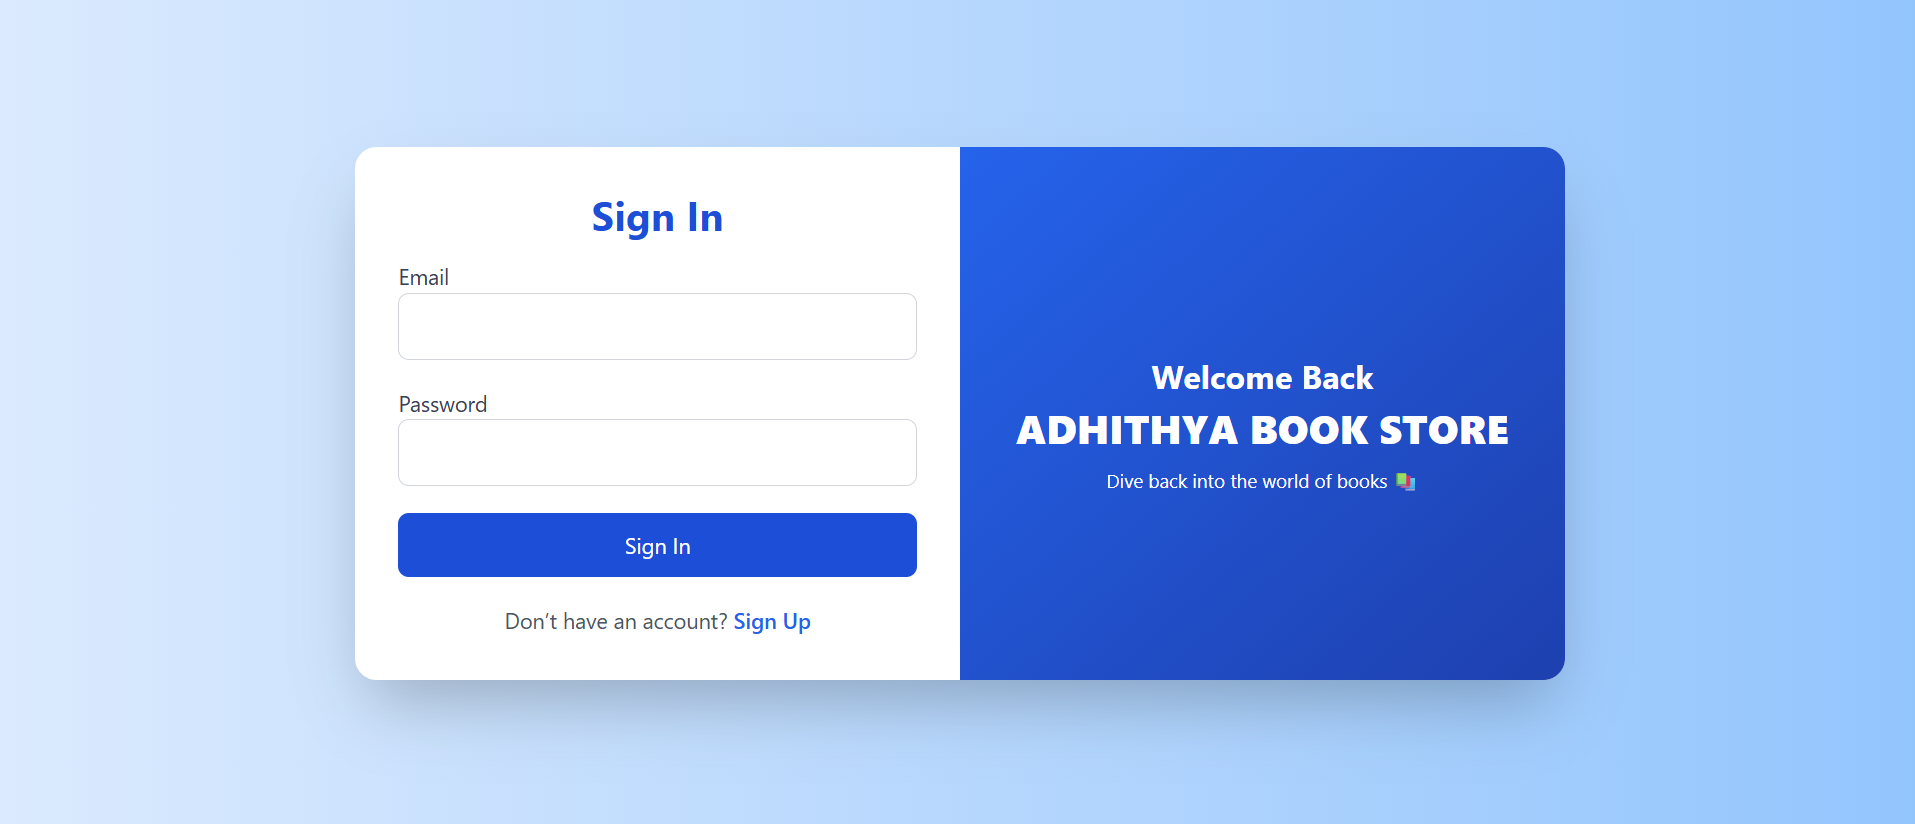 Sign In
Email
Password
Sign In
Don’t have an account? Sign Up
Welcome Back
ADHITHYA BOOK STORE
Dive back into the world of books 📚